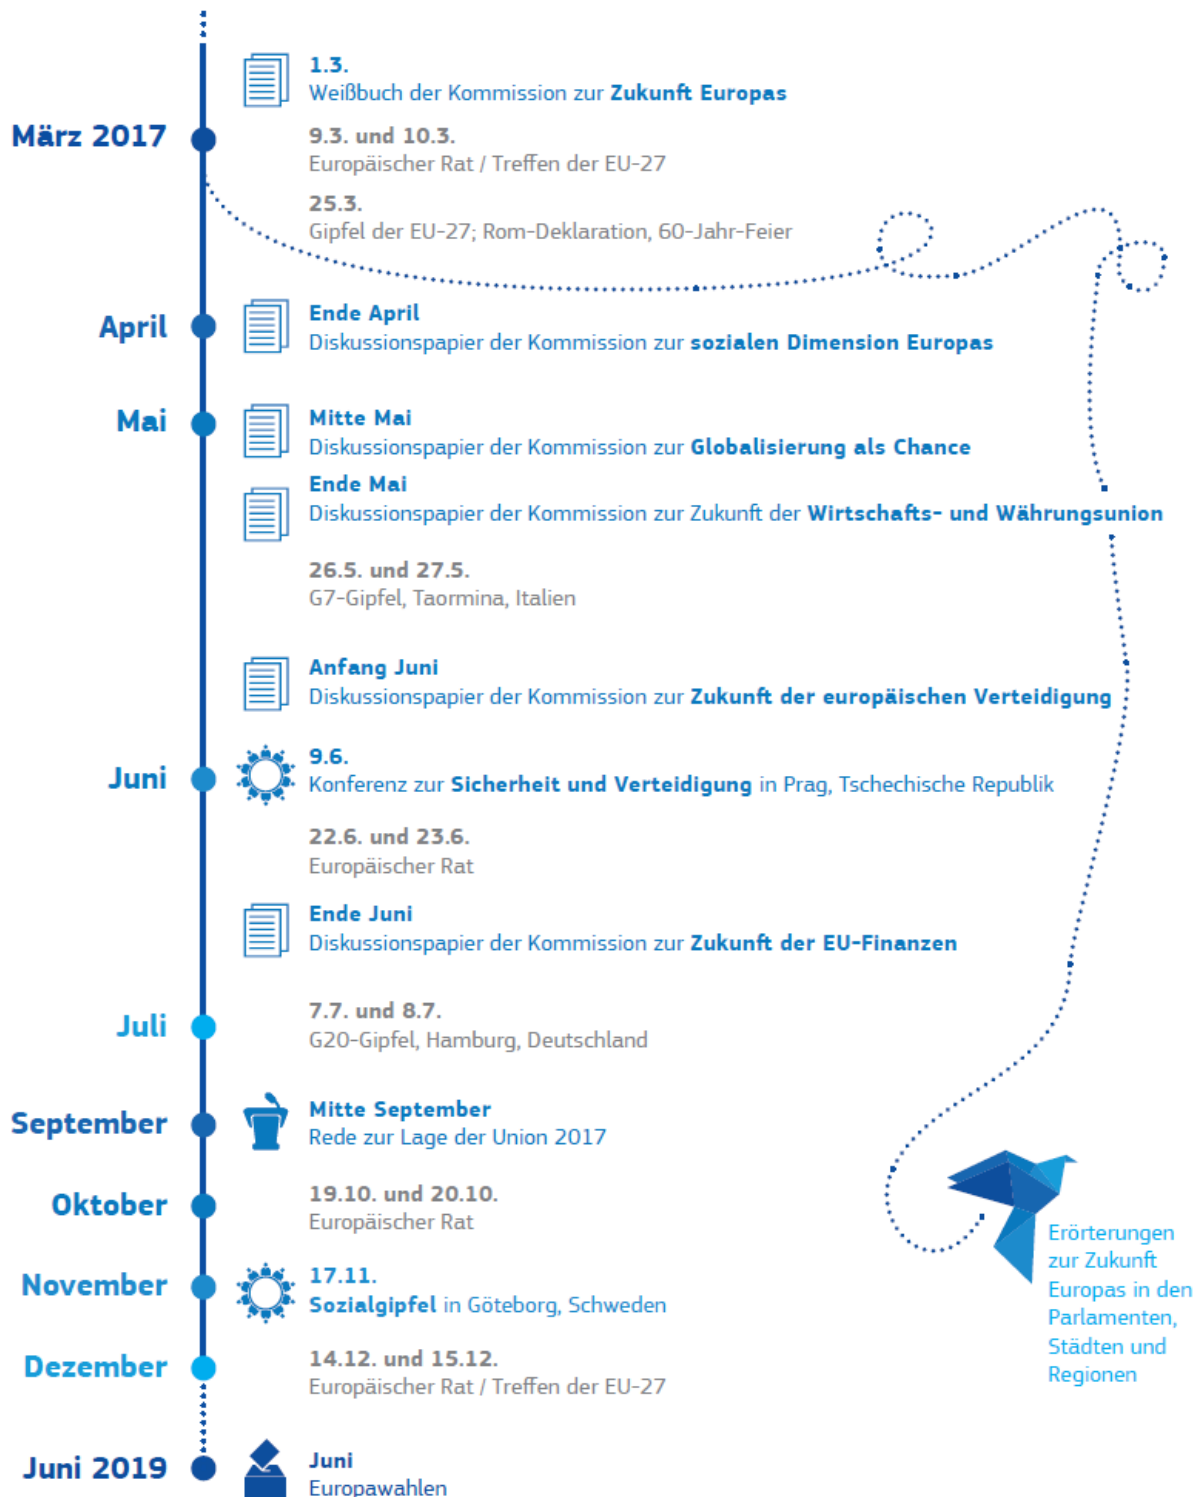 März 2017
1.3.
Weißbuch der Kommission zur Zukunft Europas
9.3. und 10.3.
Europäischer Rat / Treffen der EU-27
25.3.
Gipfel der EU-27; Rom-Deklaration, 60-Jahr-Feier
April
Ende April
Diskussionspapier der Kommission zur sozialen Dimension Europas
Mai
Mitte Mai
Diskussionspapier der Kommission zur Globalisierung als Chance
Ende Mai
Diskussionspapier der Kommission zur Zukunft der Wirtschafts- und Währungsunion
26.5. und 27.5.
G7-Gipfel, Taormina, Italien
Anfang Juni
Diskussionspapier der Kommission zur Zukunft der europäischen Verteidigung
Juni
9.6.
Konferenz zur Sicherheit und Verteidigung in Prag, Tschechische Republik
22.6. und 23.6.
Europäischer Rat
Ende Juni
Diskussionspapier der Kommission zur Zukunft der EU-Finanzen
Juli
7.7. und 8.7.
G20-Gipfel, Hamburg, Deutschland
September
Mitte September
Rede zur Lage der Union 2017
Oktober
19.10. und 20.10.
Europäischer Rat
November
17.11.
Sozialgipfel in Göteborg, Schweden
Dezember
14.12. und 15.12.
Europäischer Rat / Treffen der EU-27
Juni 2019
Juni
Europawahlen
Erörterungen
zur Zukunft
Europas in den
Parlamenten,
Städten und
Regionen